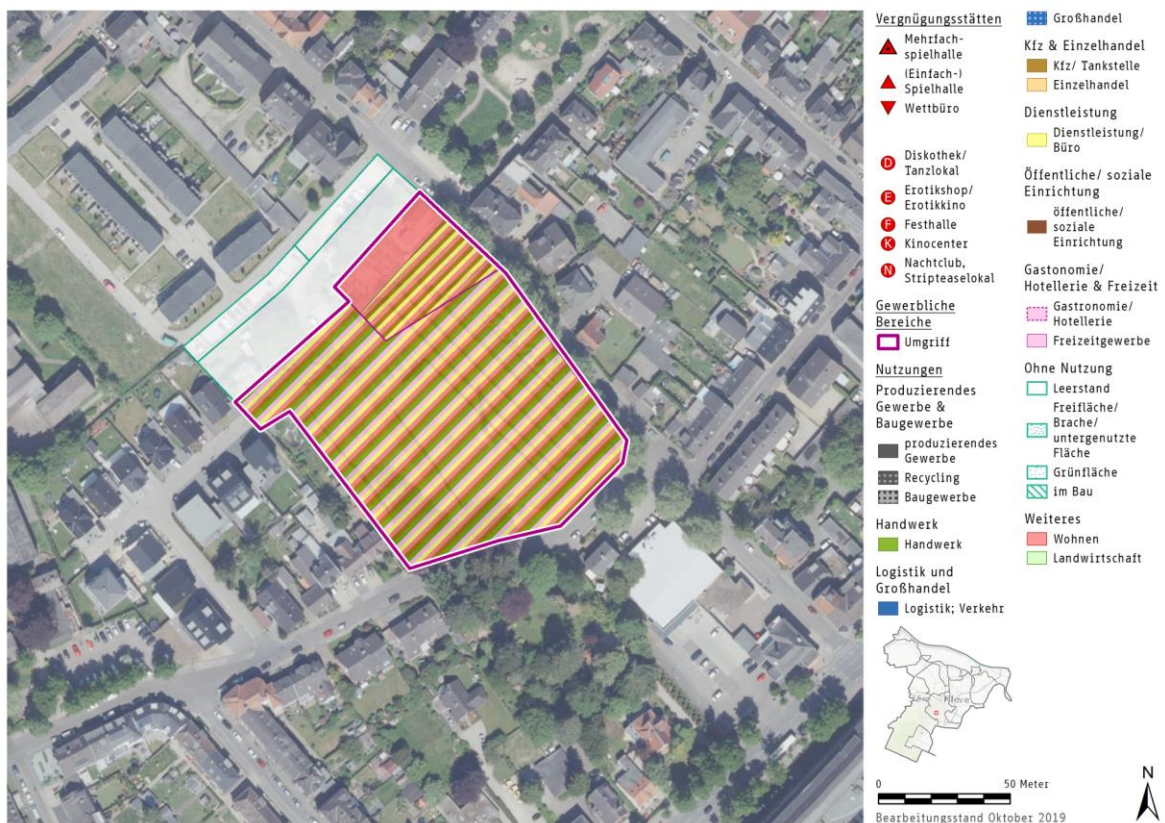 Vergnügungsstätten
Mehrfach-
spielhalle
(Einfach-)
Spielhalle
Wettbüro
D
Diskothek/
Tanzlokal
E
Erotikshop/
Erotikkino
F
Festhalle
K
Kinocenter
N
Nachtclub,
Stripteaselokal
Gewerbliche
Bereiche
Umgriff
Nutzungen
Produzierendes
Gewerbe &
Baugewerbe
produzierendes
Gewerbe
Recycling
Baugewerbe
Handwerk
Handwerk
Logistik und
Großhandel
Logistik; Verkehr
Großhandel
Kfz & Einzelhandel
Kfz/ Tankstelle
Einzelhandel
Dienstleistung
Dienstleistung/
Büro
Öffentliche/ soziale
Einrichtung
öffentliche/
soziale
Einrichtung
Gastonomie/
Hotellerie & Freizeit
Gastronomie/
Hotellerie
Freizeitgewerbe
Ohne Nutzung
Leerstand
Freifläche/
Brache/
untergenutzte
Fläche
Grünfläche
im Bau
Weiteres
Wohnen
Landwirtschaft
0 50 Meter
Bearbeitungsstand Oktober 2019
N